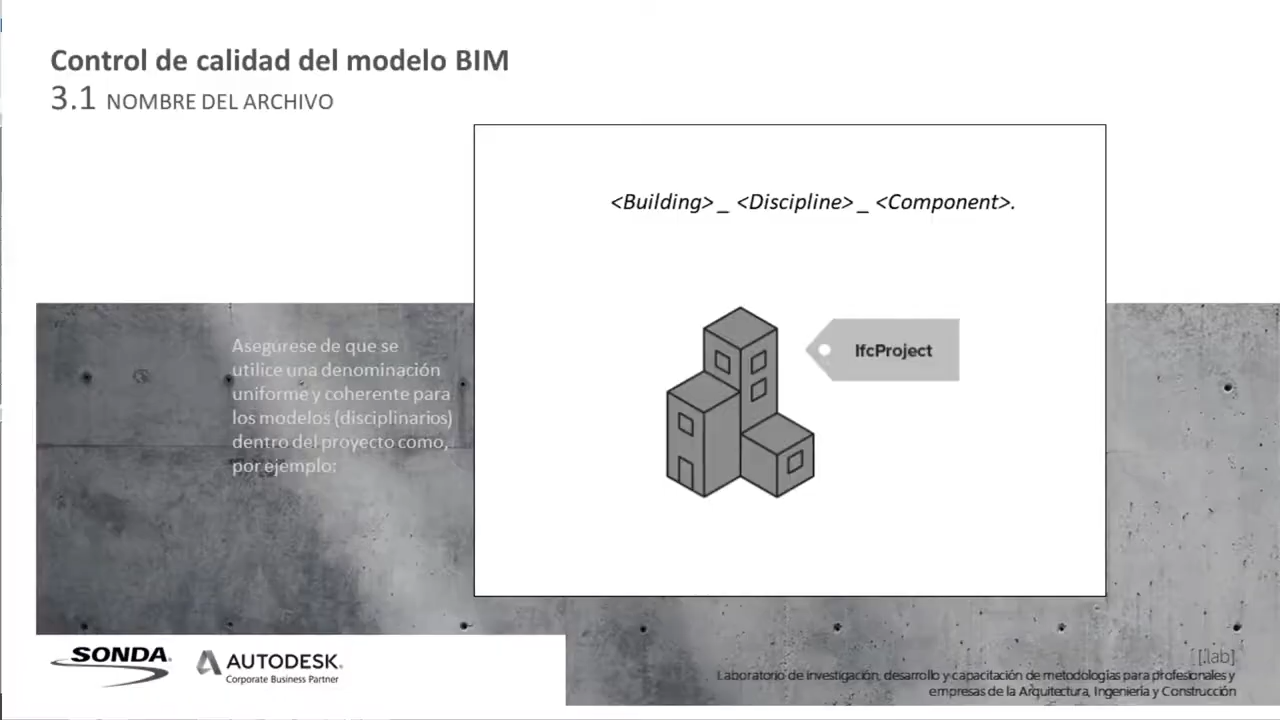 Control de calidad del modelo BIM
3.1 NOMBRE DEL ARCHIVO
<Building> _ <Discipline> _ <Component>.
IfcProject
Asegurese de que se
utilice una denominación
uniforme y coherente para
los modelos (disciplinarios)
dentro del proyecto como,
por ejemplo:
SONDA
AUTODESK
Corporate Business Partner
[.lab]
Laboratorio de investigación, desarrollo y capacitación de metodologías para profesionales y
empresas de la Arquitectura, Ingeniería y Construcción